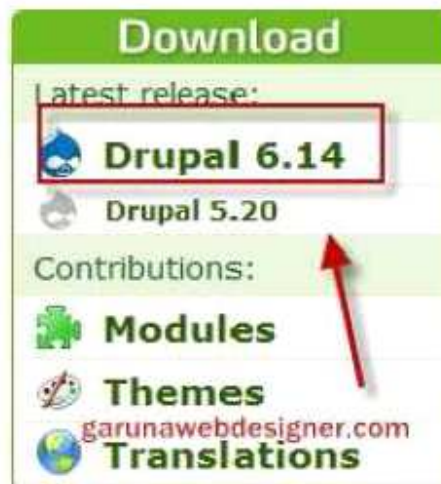 Download
Latest release:
Drupal 6.14
Drupal 5.20
Contributions:
Modules
Themes
garunawebdesigner.com
Translations